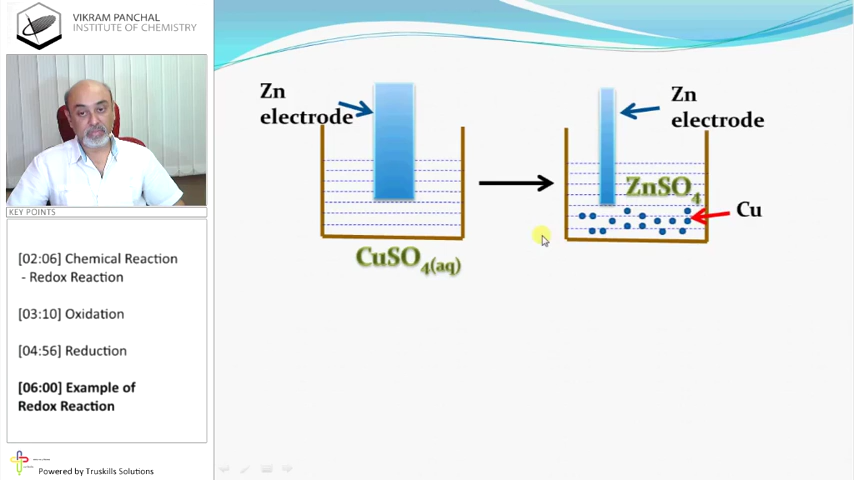 VIKRAM PANCHAL
INSTITUTE OF CHEMISTRY
KEY POINTS
[02:06] Chemical Reaction
- Redox Reaction
[03:10] Oxidation
[04:56] Reduction
[06:00] Example of
Redox Reaction
Powered by Truskills Solutions
Zn
electrode
CuSO4(aq)
Zn
electrode
ZnSO4
Cu